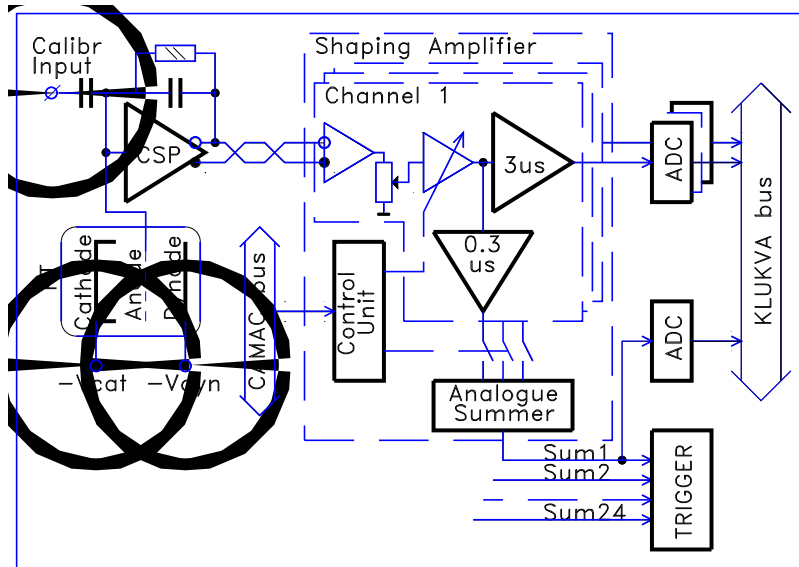 Calibr
Input
Shaping Amplifier
Channel 1
CSP
3us
ADC
0.3
us
Cathode
Anode
Dynode
CAMAC bus
Control
Unit
KLUKVA bus
ADC
-Vcat
-Vdyn
Analogue
Summer
Sum1
Sum2
Sum24
TRIGGER